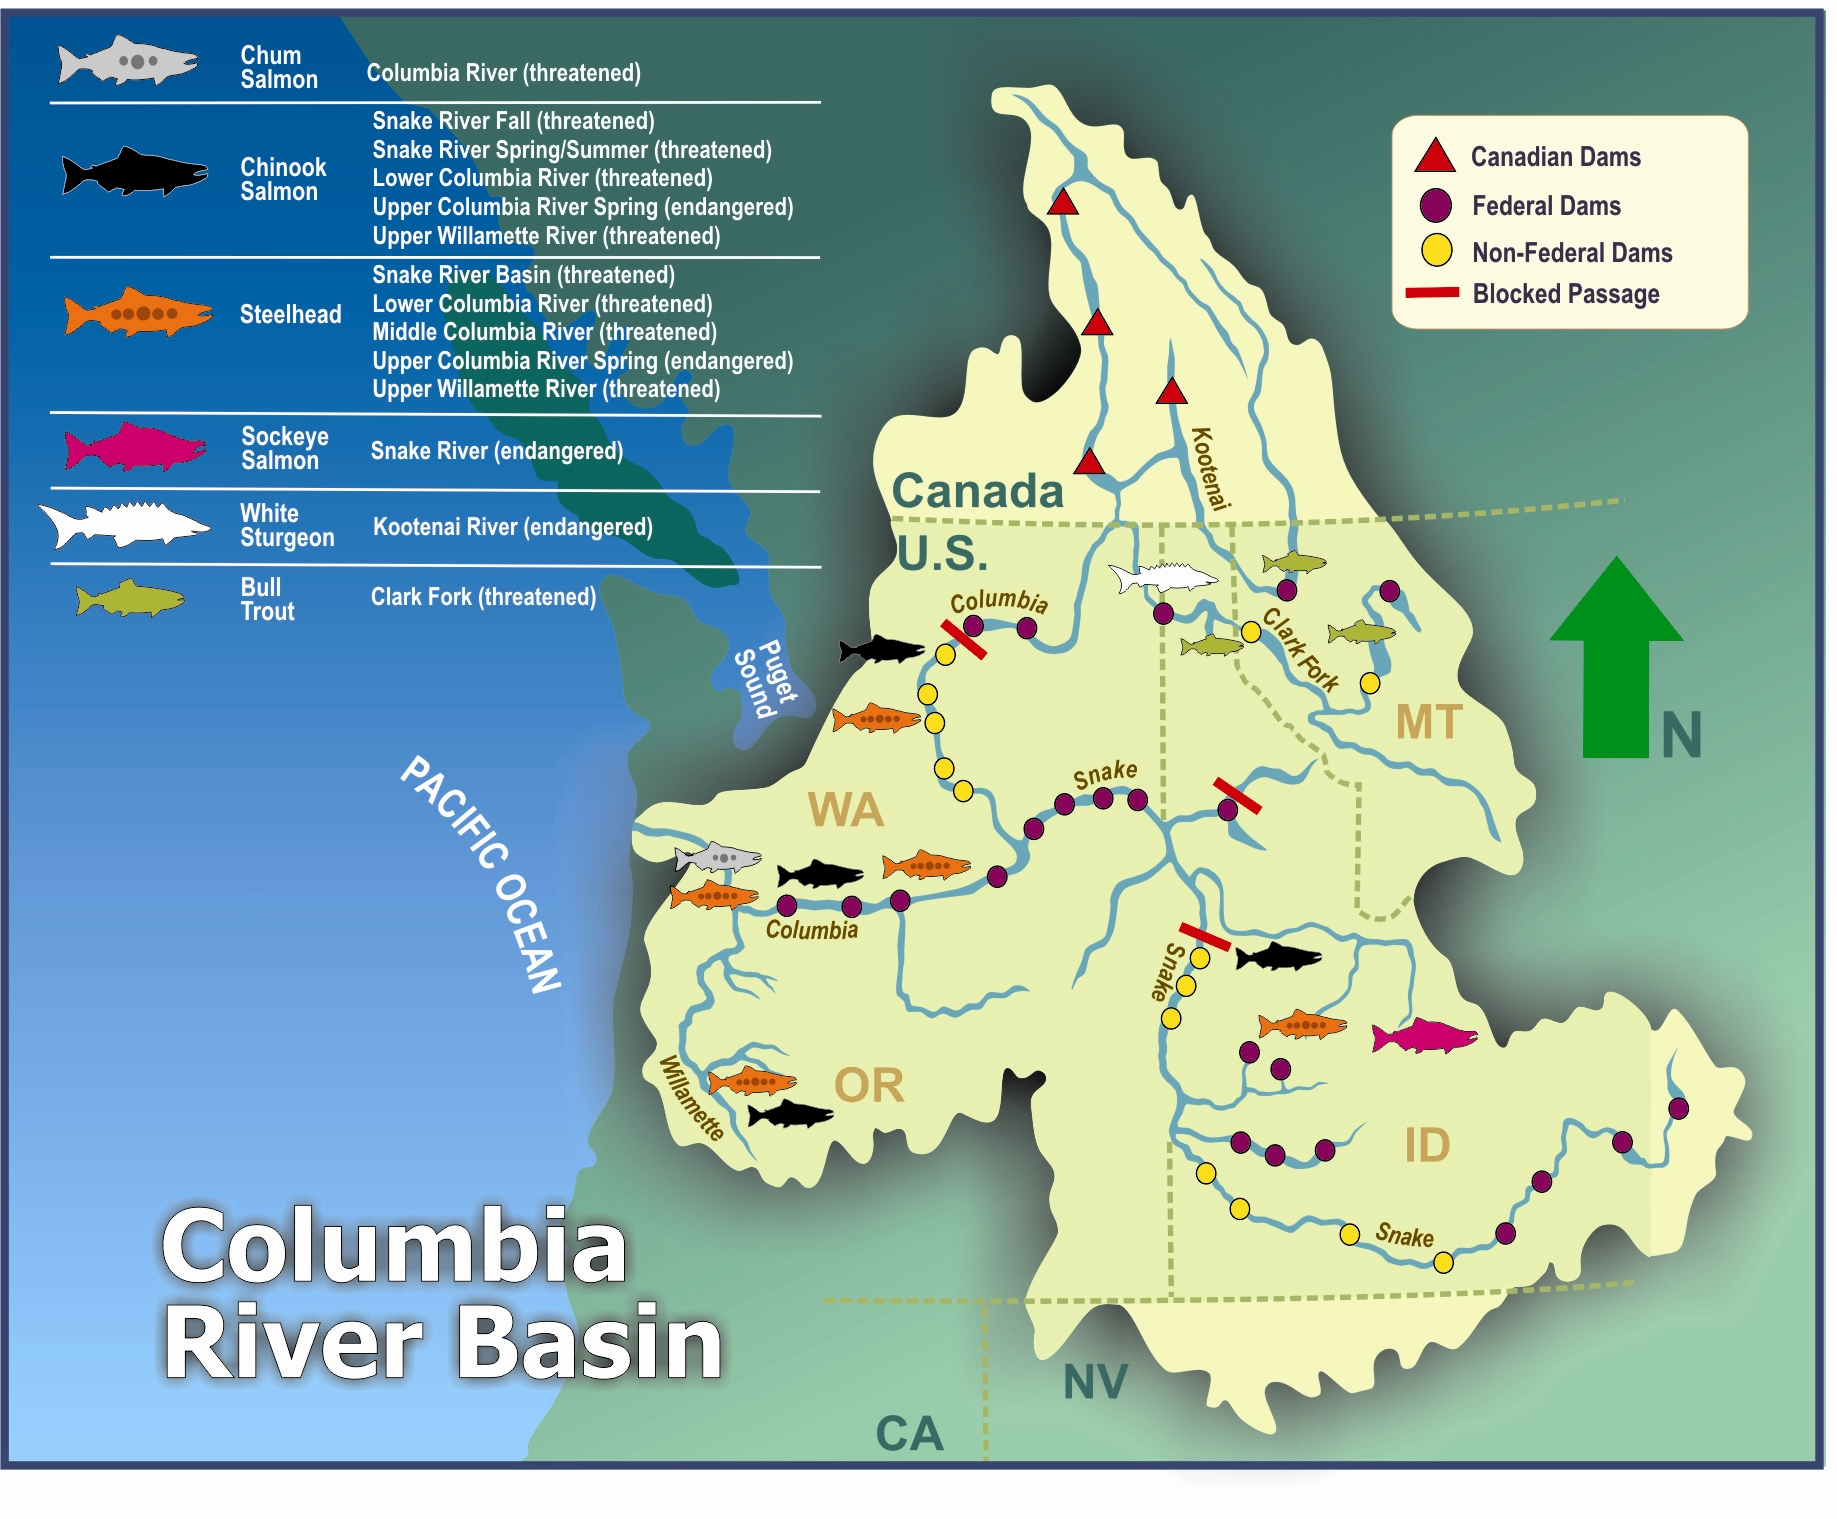 Chum
Salmon
Columbia River (threatened)
Chinook
Salmon
Snake River Fall (threatened)
Snake River Spring/Summer (threatened)
Lower Columbia River (threatened)
Upper Columbia River Spring (endangered)
Upper Willamette River (threatened)
Steelhead
Snake River Basin (threatened)
Lower Columbia River (threatened)
Middle Columbia River (threatened)
Upper Columbia River Spring (endangered)
Upper Willamette River (threatened)
Sockeye
Salmon
Snake River (endangered)
White
Sturgeon
Kootenai River (endangered)
Bull
Trout
Clark Fork (threatened)
Canadian Dams
Federal Dams
Non-Federal Dams
Blocked Passage
Kootenai
Canada
U.S.
Columbia
Clark Fork
Puget
Sound
MT
N
PACIFIC OCEAN
WA
Snake
Columbia
Snake
Willamette
OR
ID
Snake
Columbia
River Basin
NV
CA